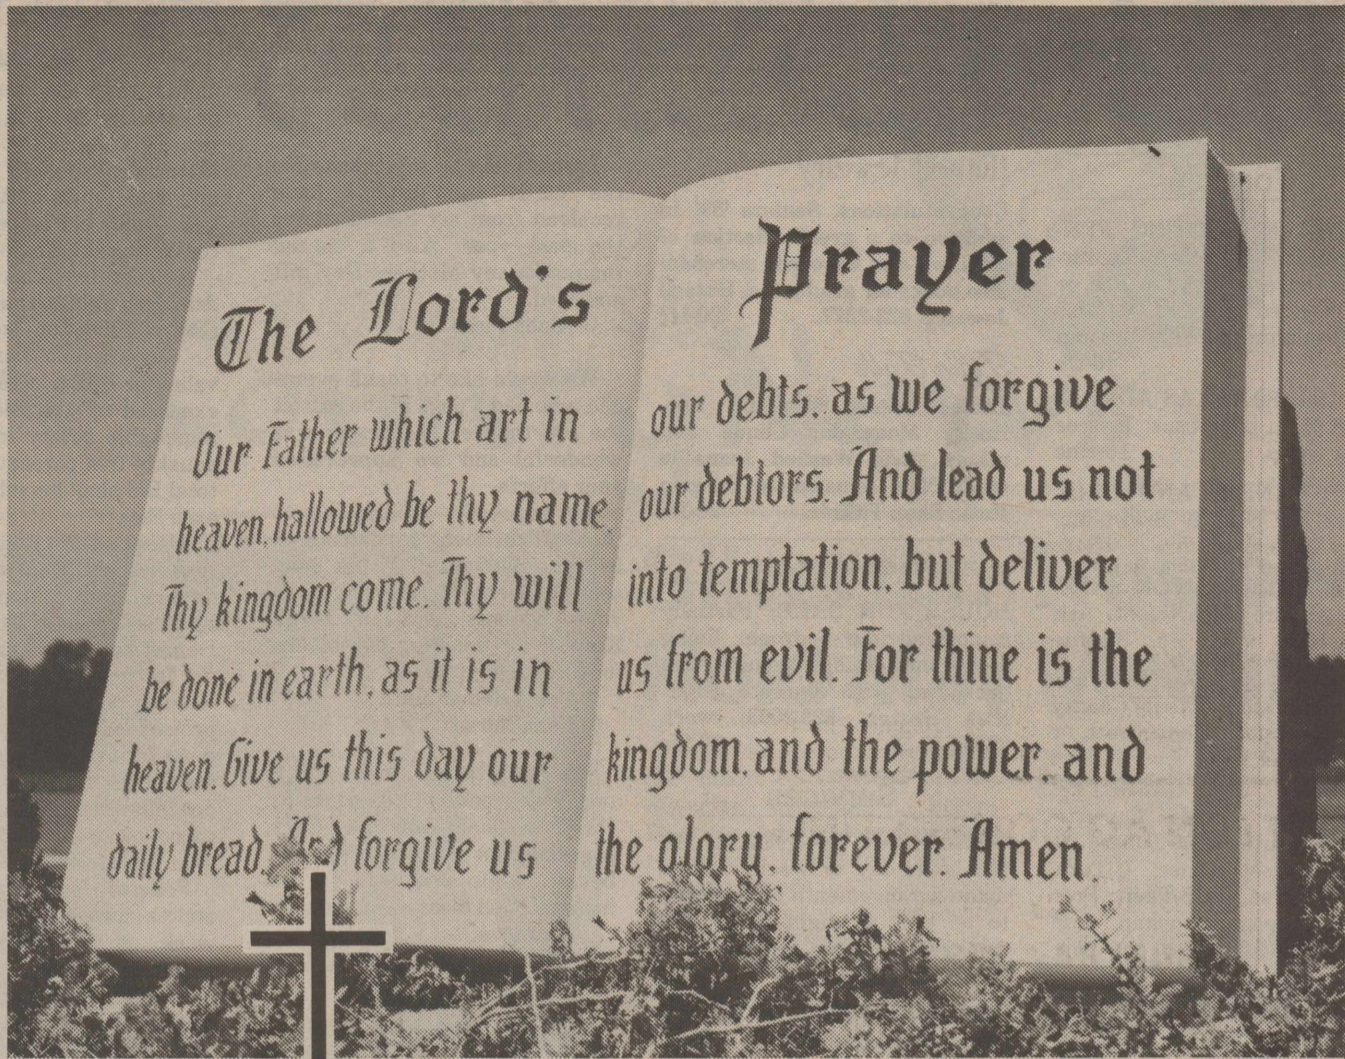 The Lord's
Our Father which art in
heaven, hallowed be thy name.
Thy kingdom come. Thy will
be done in earth, as it is in
heaven. Give us this day our
daily bread. And forgive us
Prayer
our debts, as we forgive
our debtors. And lead us not
into temptation, but deliver
us from evil. For thine is the
kingdom, and the power, and
the glory, forever. Amen.